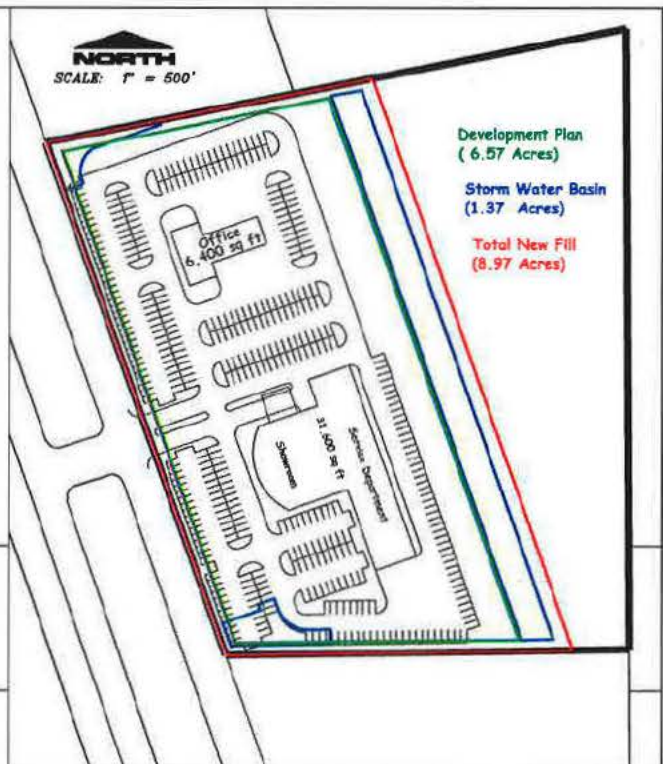 NORTH
SCALE: 1" = 500'
Development Plan
( 6.57 Acres)
Storm Water Basin
(1.37 Acres)
Total New Fill
(8.97 Acres)
Office
6,400 sq ft
Service Department
31,600 sq ft
Showroom